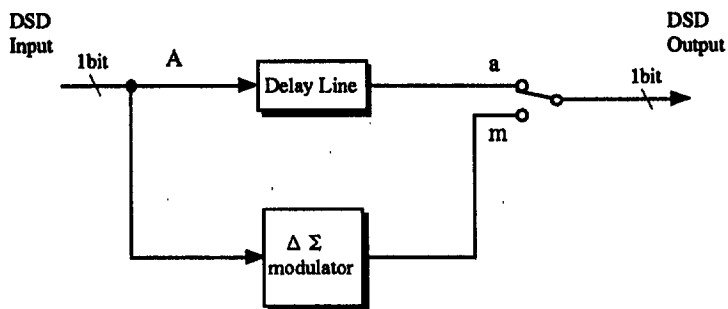 DSD
Input
DSD
Output
1bit
A
Delay Line
a
1bit
m
Δ Σ
modulator